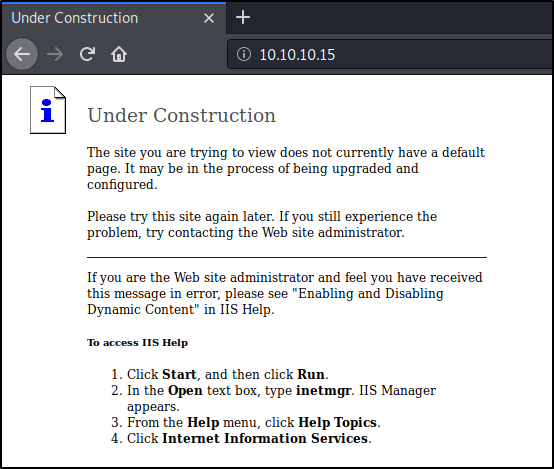 Under Construction
10.10.10.15
Under Construction
The site you are trying to view does not currently have a default
page. It may be in the process of being upgraded and
configured.
Please try this site again later. If you still experience the
problem, try contacting the Web site administrator.
If you are the Web site administrator and feel you have received
this message in error, please see "Enabling and Disabling
Dynamic Content" in IIS Help.
To access IIS Help
1. Click Start, and then click Run.
2. In the Open text box, type inetmgr. IIS Manager
appears.
3. From the Help menu, click Help Topics.
4. Click Internet Information Services.